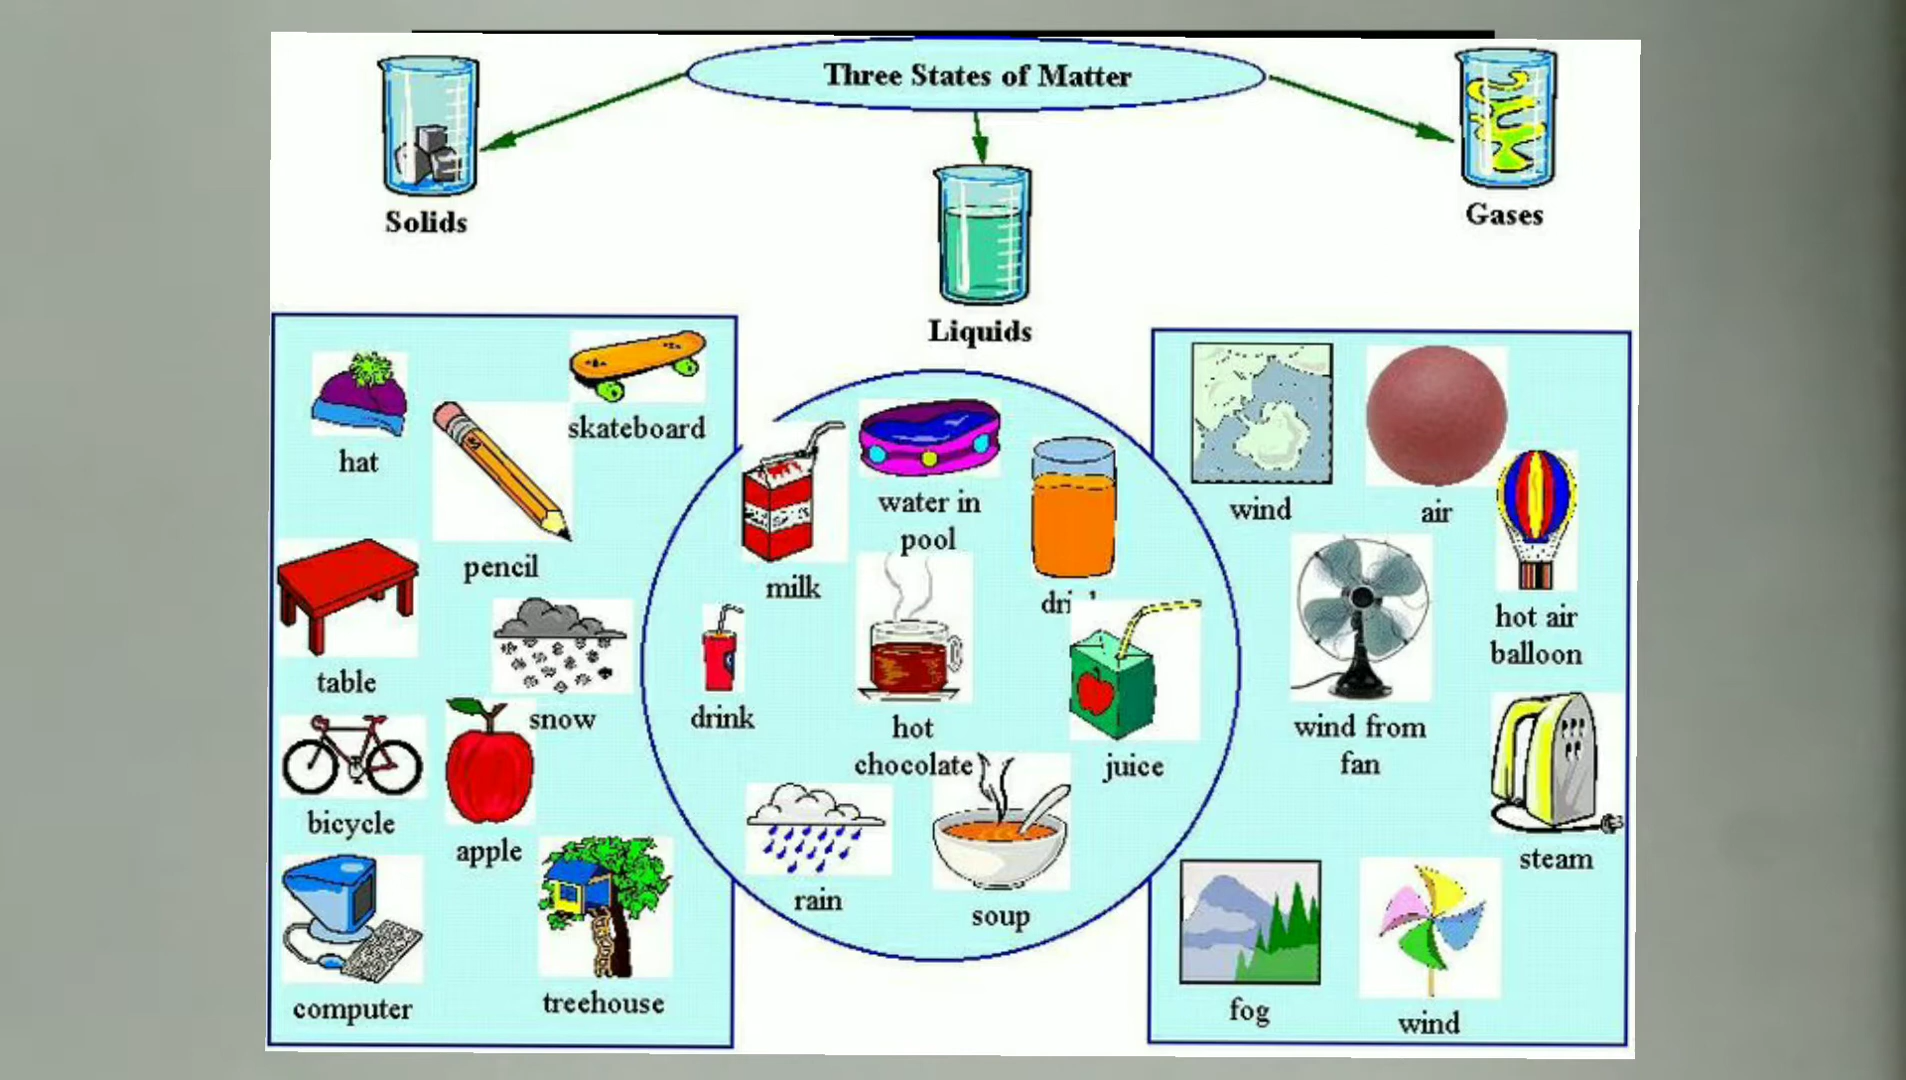 Three States of Matter
Solids
Liquids
Gases
hat
skateboard
pencil
table
snow
bicycle
apple
computer
treehouse
milk
water in
pool
drink
hot
chocolate
juice
rain
soup
wind
air
hot air
balloon
wind from
fan
steam
fog
wind